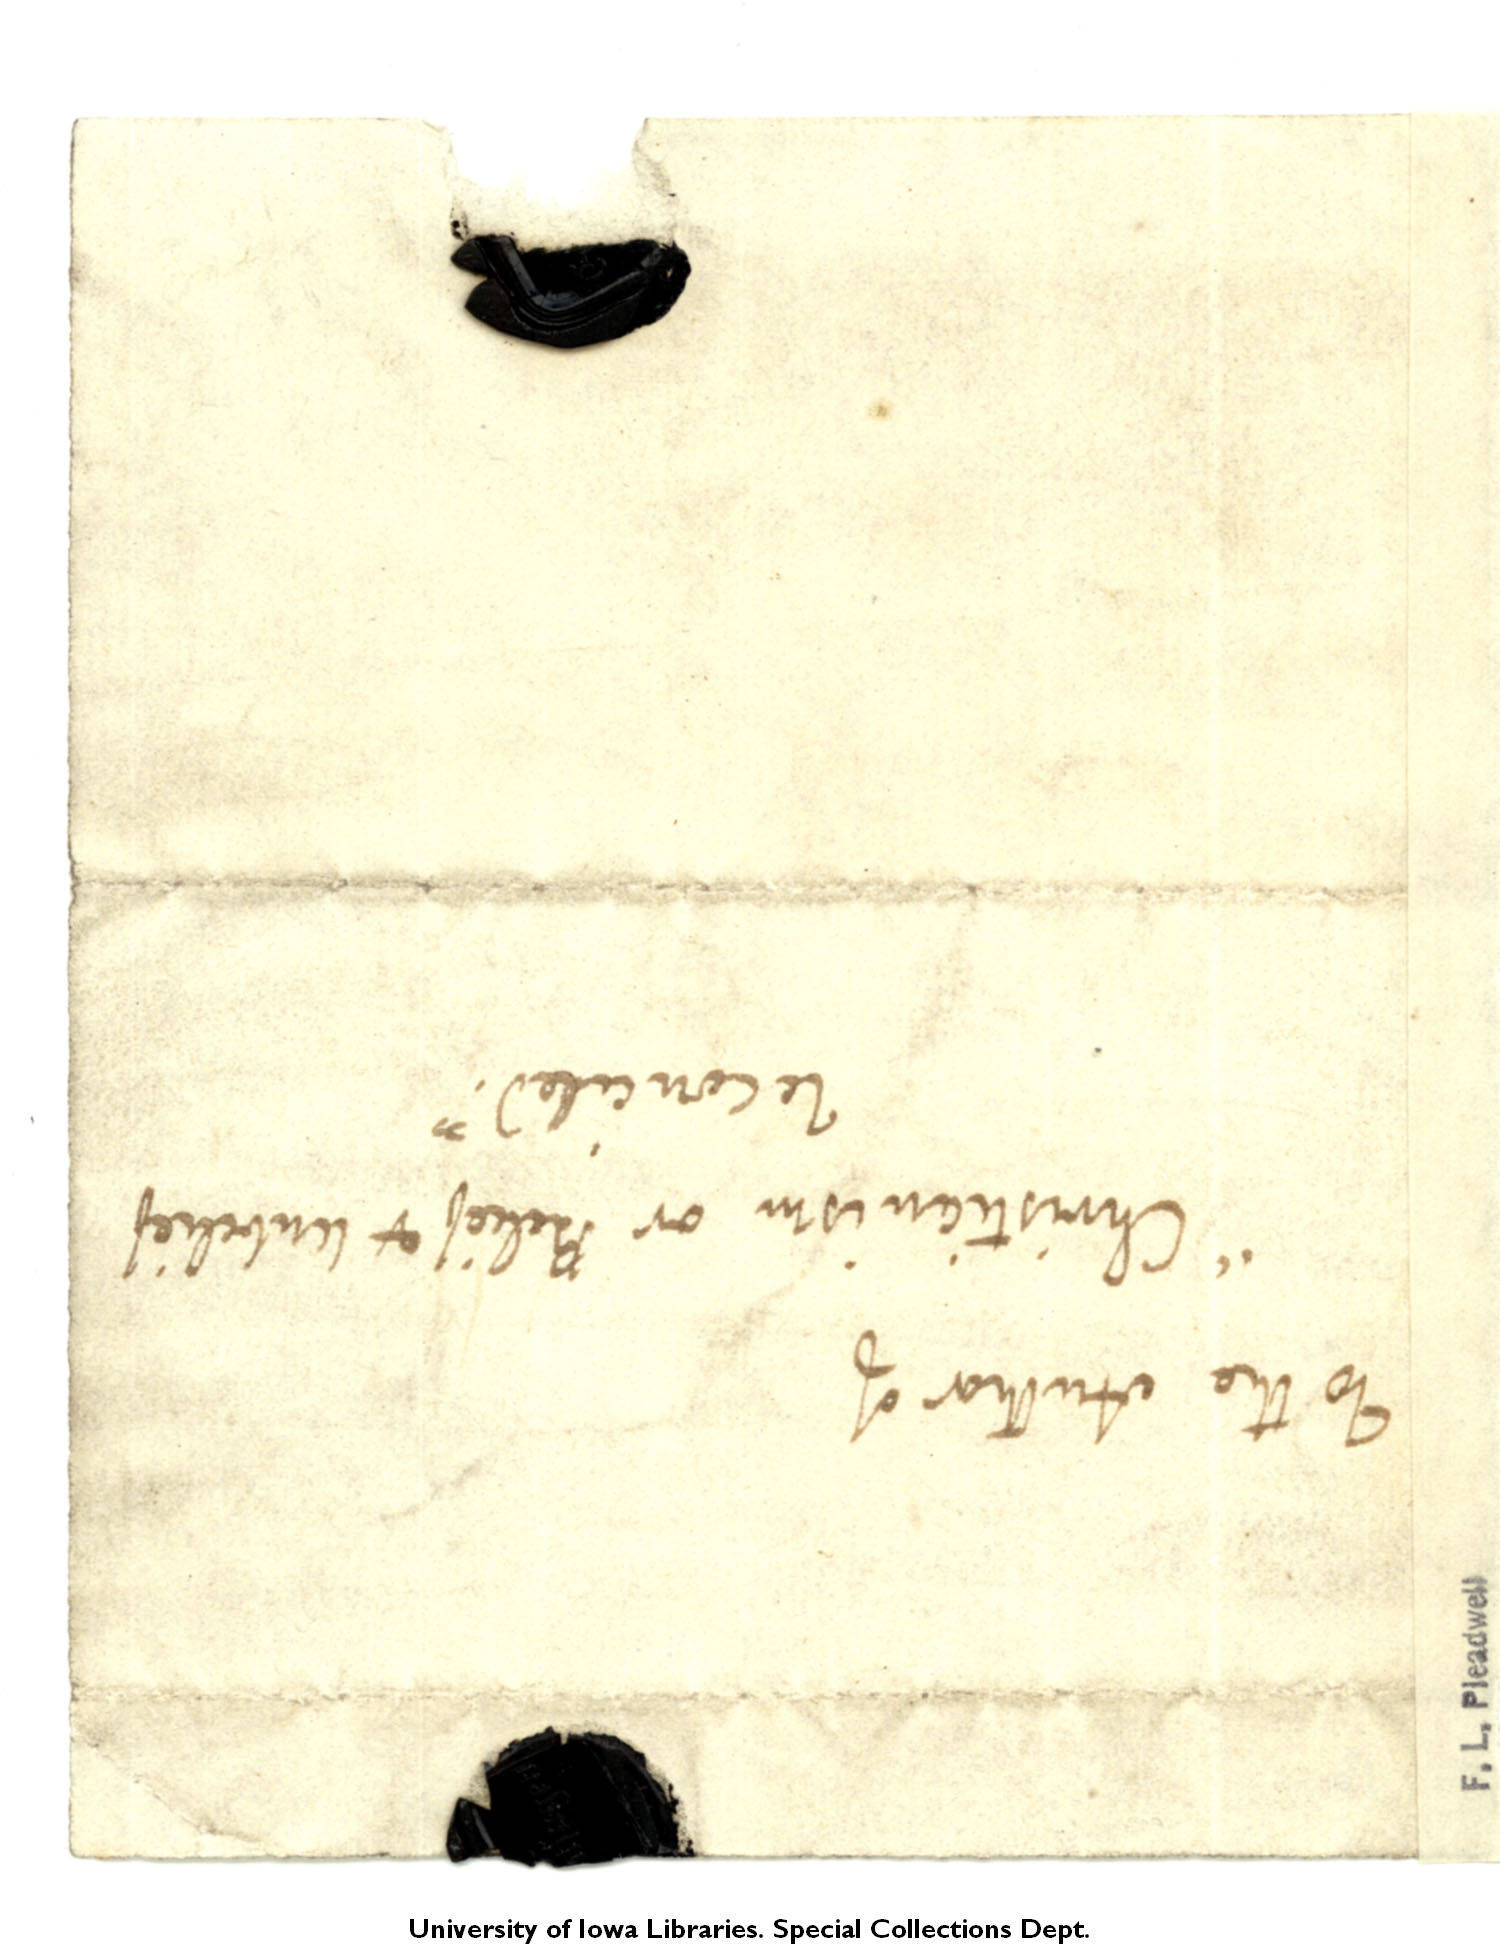 To the Author of
"Christianism or Belief & Unbelief
reconciled."
F. L. Pleadwell
University of Iowa Libraries. Special Collections Dept.